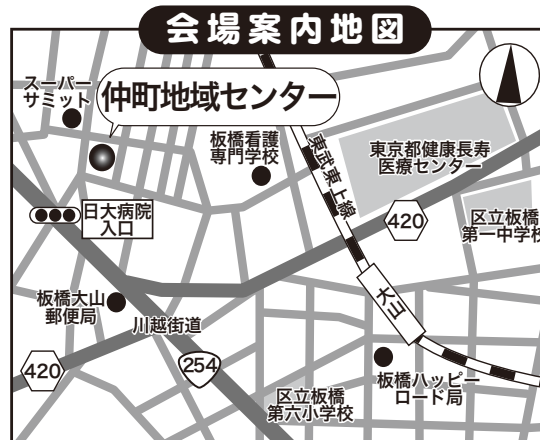 会場案内地図
スーパー
サミット
仲町地域センター
板橋看護
専門学校
東武東上線
東京都健康長寿
医療センター
日大病院
入口
420
区立板橋
第一中学校
板橋大山
郵便局
川越街道
大山
254
420
板橋ハッピー
ロード局
区立板橋
第六小学校